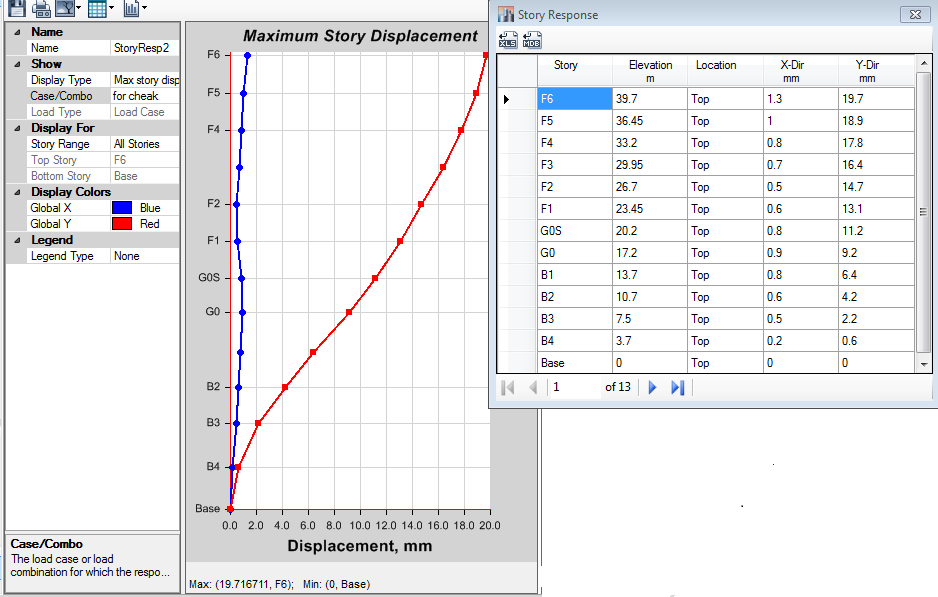 Name
Name StoryResp2
Show
Display Type Max story disp
Case/Combo for cheak
Load Type Load Case
Display For
Story Range All Stories
Top Story F6
Bottom Story Base
Display Colors
Global X Blue
Global Y Red
Legend
Legend Type None
Case/Combo
The load case or load
combination for which the respo...
Maximum Story Displacement
F6
F5
F4
F2
F1
G0S
G0
B2
B3
B4
Base
0.0 2.0 4.0 6.0 8.0 10.0 12.0 14.0 16.0 18.0 20.0
Displacement, mm
Max: (19.716711, F6); Min: (0, Base)
Story Response
XLS MDB
Story Elevation Location X-Dir Y-Dir
m mm mm
F6 39.7 Top 1.3 19.7
F5 36.45 Top 1 18.9
F4 33.2 Top 0.8 17.8
F3 29.95 Top 0.7 16.4
F2 26.7 Top 0.5 14.7
F1 23.45 Top 0.6 13.1
G0S 20.2 Top 0.8 11.2
G0 17.2 Top 0.9 9.2
B1 13.7 Top 0.8 6.4
B2 10.7 Top 0.6 4.2
B3 7.5 Top 0.5 2.2
B4 3.7 Top 0.2 0.6
Base 0 Top 0 0
1 of 13